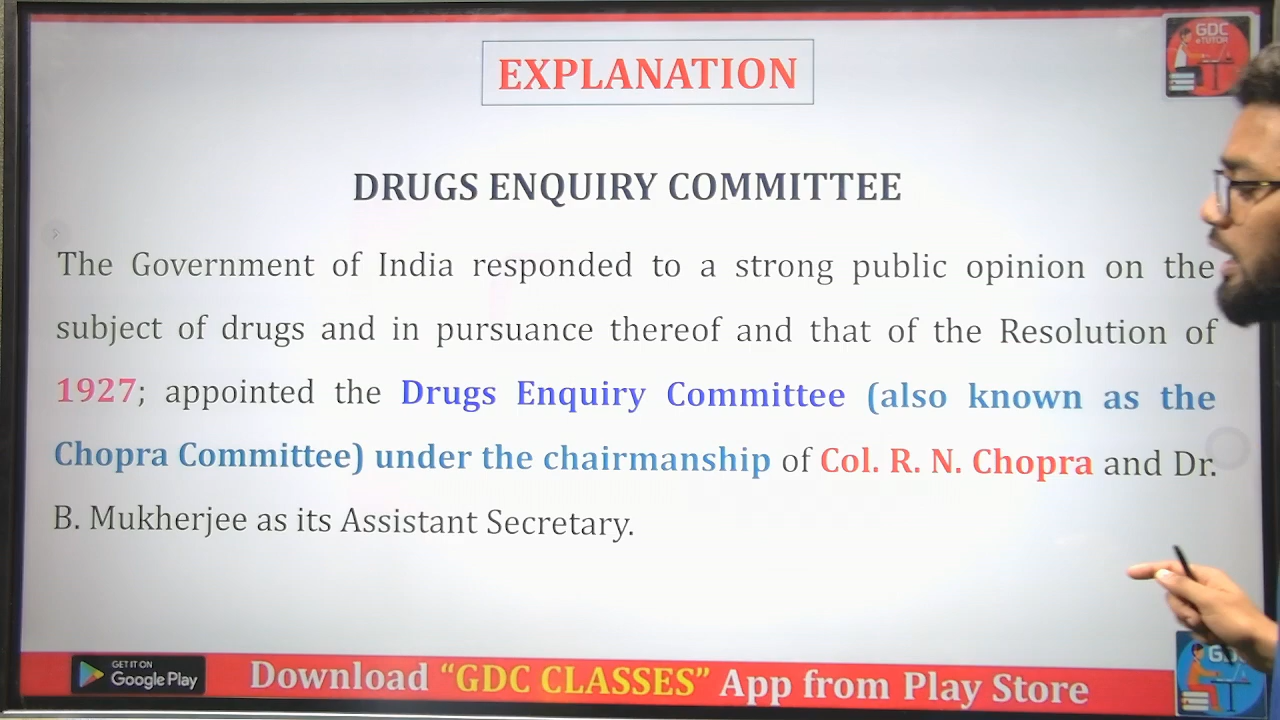 GDC
eTUTOR
EXPLANATION
DRUGS ENQUIRY COMMITTEE
The Government of India responded to a strong public opinion on the
subject of drugs and in pursuance thereof and that of the Resolution of
1927; appointed the Drugs Enquiry Committee (also known as the
Chopra Committee) under the chairmanship of Col. R. N. Chopra and Dr.
B. Mukherjee as its Assistant Secretary.
GET IT ON
Google Play
Download “GDC CLASSES” App from Play Store